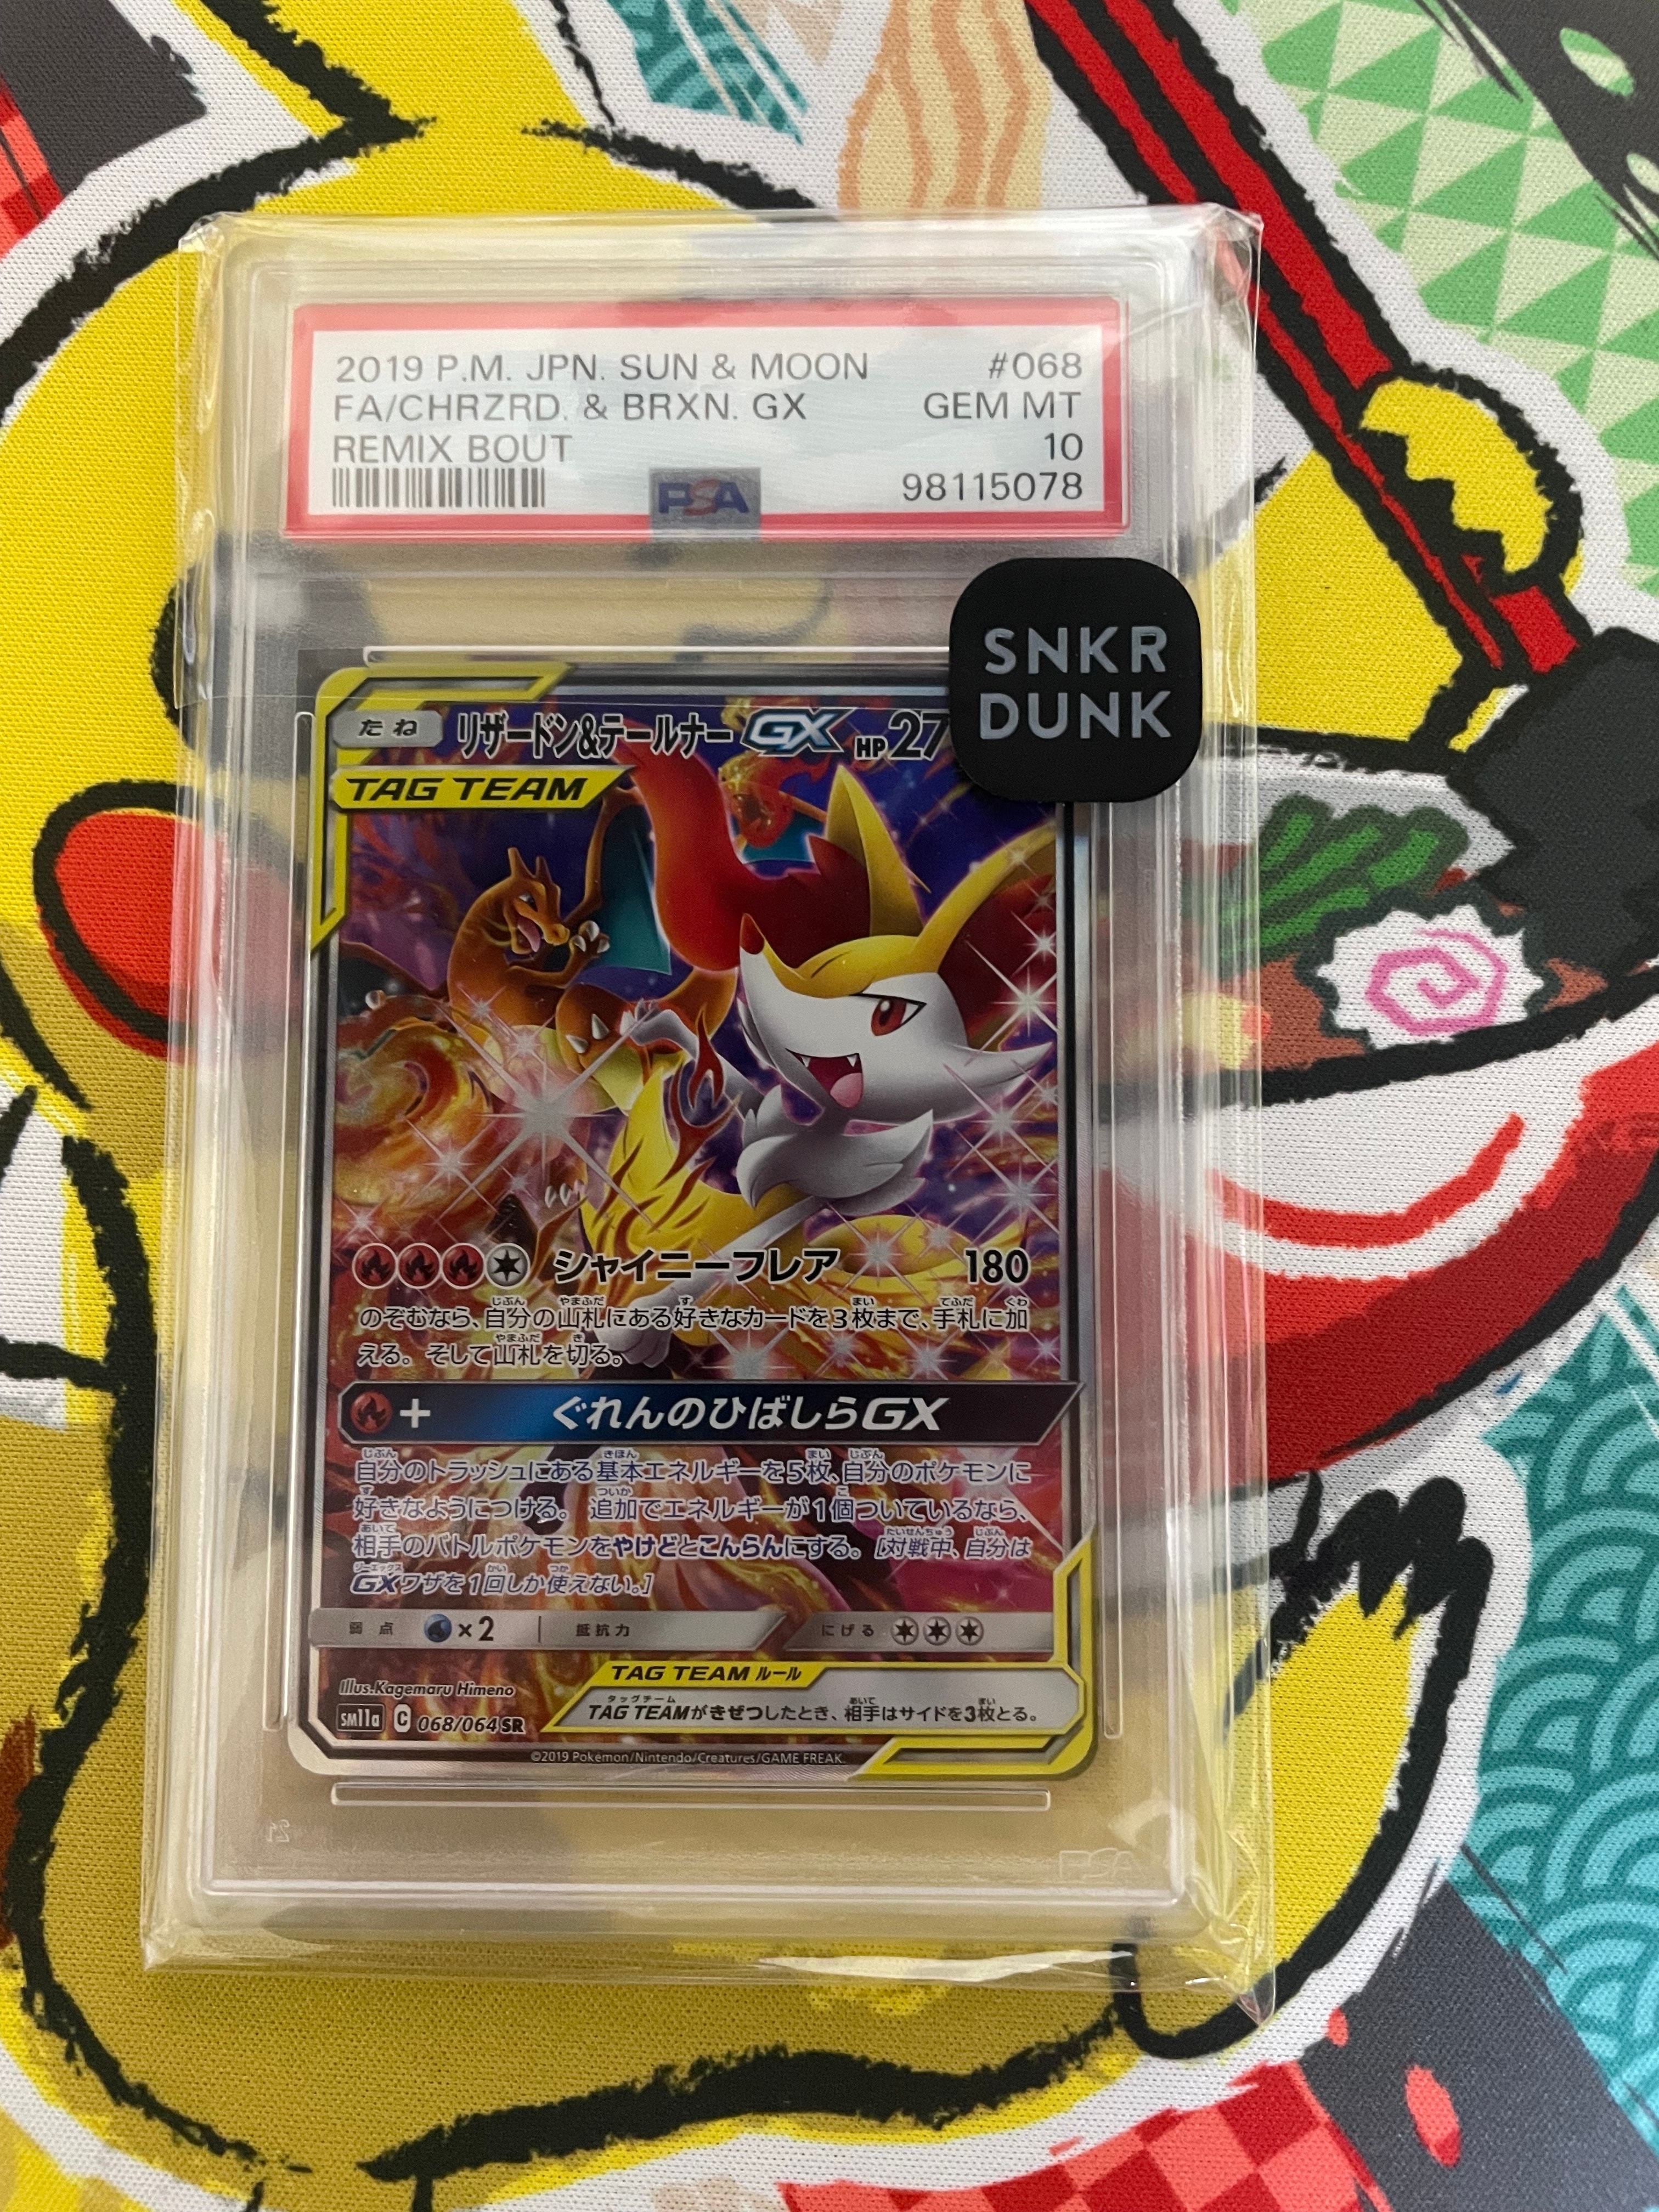 2019 P.M. JPN. SUN & MOON #068
FA/CHRZRD. & BRXN. GX GEM MT
REMIX BOUT 10
PSA 98115078
SNKR
DUNK
たね リザードン&テールナーGX HP 27
TAG TEAM
シャイニーフレア 180
のぞむなら、自分の山札にある好きなカードを3枚まで、手札に加
える。そして山札を切る。
+ ぐれんのひばしらGX
自分のトラッシュにある基本エネルギーを5枚、自分のポケモンに
好きなようにつける。追加でエネルギーが1個ついているなら、
相手のバトルポケモンをやけどとこんらんにする。[対戦中、自分は
GXワザを1回しか使えない。]
弱点 ×2 抵抗力 にげる
TAG TEAM ルール
Illus.Kagemaru Himeno
TAG TEAMがきぜつしたとき、相手はサイドを3枚とる。
SM11a C 068/064 SR
©2019 Pokémon/Nintendo/Creatures/GAME FREAK.
PSA